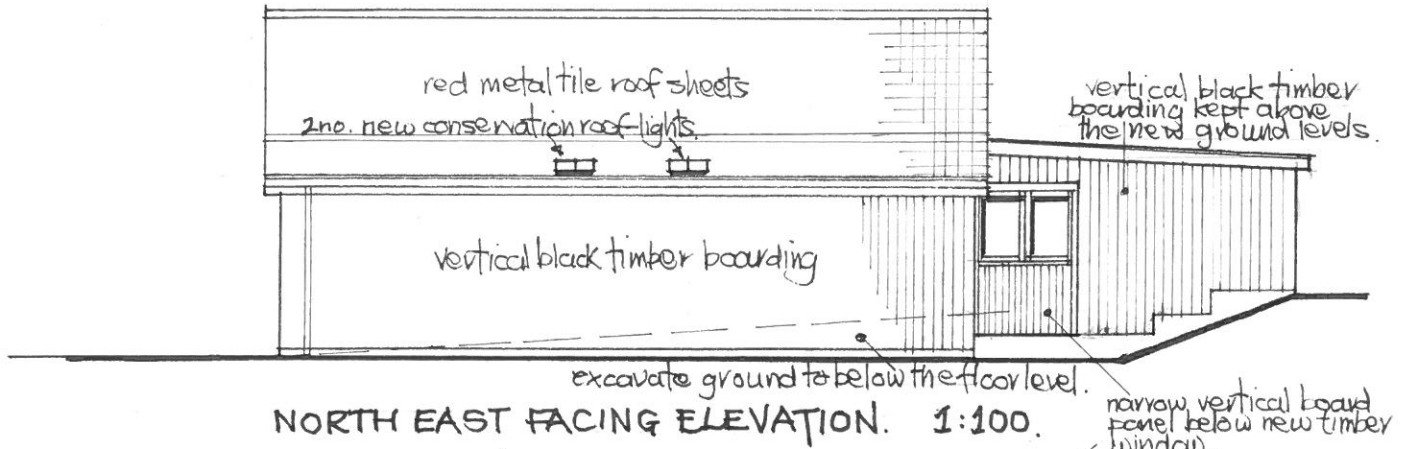 red metal tile roof sheets
2no. new conservation roof lights.
vertical black timber
boarding kept above
the new ground levels.
vertical black timber boarding
excavate ground to below the floor level.
NORTH EAST FACING ELEVATION. 1:100.
narrow vertical board
panel below new timber
window